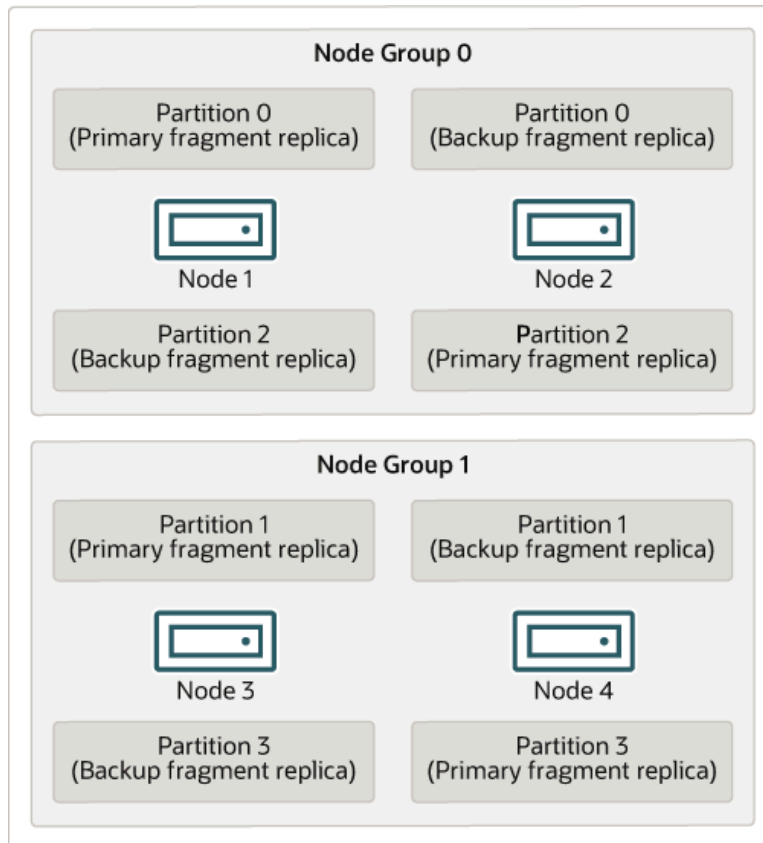 Node Group 0
Partition 0
(Primary fragment replica)
Partition 0
(Backup fragment replica)
Node 1
Node 2
Partition 2
(Backup fragment replica)
Partition 2
(Primary fragment replica)
Node Group 1
Partition 1
(Primary fragment replica)
Partition 1
(Backup fragment replica)
Node 3
Node 4
Partition 3
(Backup fragment replica)
Partition 3
(Primary fragment replica)